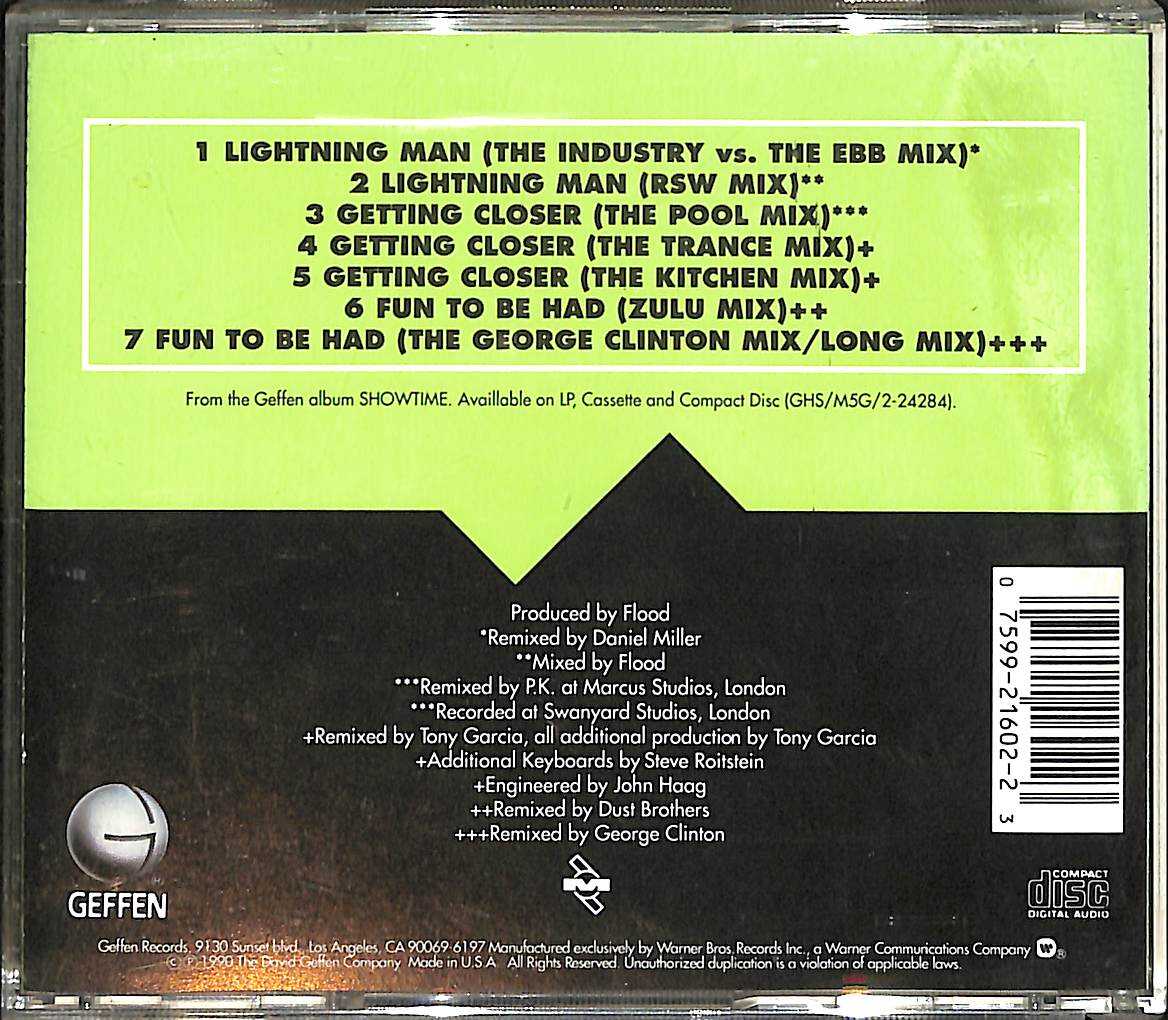 1 LIGHTNING MAN (THE INDUSTRY vs. THE EBB MIX)*
2 LIGHTNING MAN (RSW MIX)**
3 GETTING CLOSER (THE POOL MIX)***
4 GETTING CLOSER (THE TRANCE MIX)+
5 GETTING CLOSER (THE KITCHEN MIX)+
6 FUN TO BE HAD (ZULU MIX)++
7 FUN TO BE HAD (THE GEORGE CLINTON MIX/LONG MIX)+++
From the Geffen album SHOWTIME. Availlable on LP, Cassette and Compact Disc (GHS/M5G/2-24284).
Produced by Flood
*Remixed by Daniel Miller
**Mixed by Flood
***Remixed by P.K. at Marcus Studios, London
***Recorded at Swanyard Studios, London
+Remixed by Tony Garcia, all additional production by Tony Garcia
+Additional Keyboards by Steve Roitstein
+Engineered by John Haag
++Remixed by Dust Brothers
+++Remixed by George Clinton
0 7599-21602-2 3
GEFFEN
COMPACT
disc
DIGITAL AUDIO
Geffen Records, 9130 Sunset blvd., Los Angeles, CA 90069-6197 Manufactured exclusively by Warner Bros. Records Inc., a Warner Communications Company ®
© ℗ 1990 The David Geffen Company Made in U.S.A All Rights Reserved. Unauthorized duplication is a violation of applicable laws.